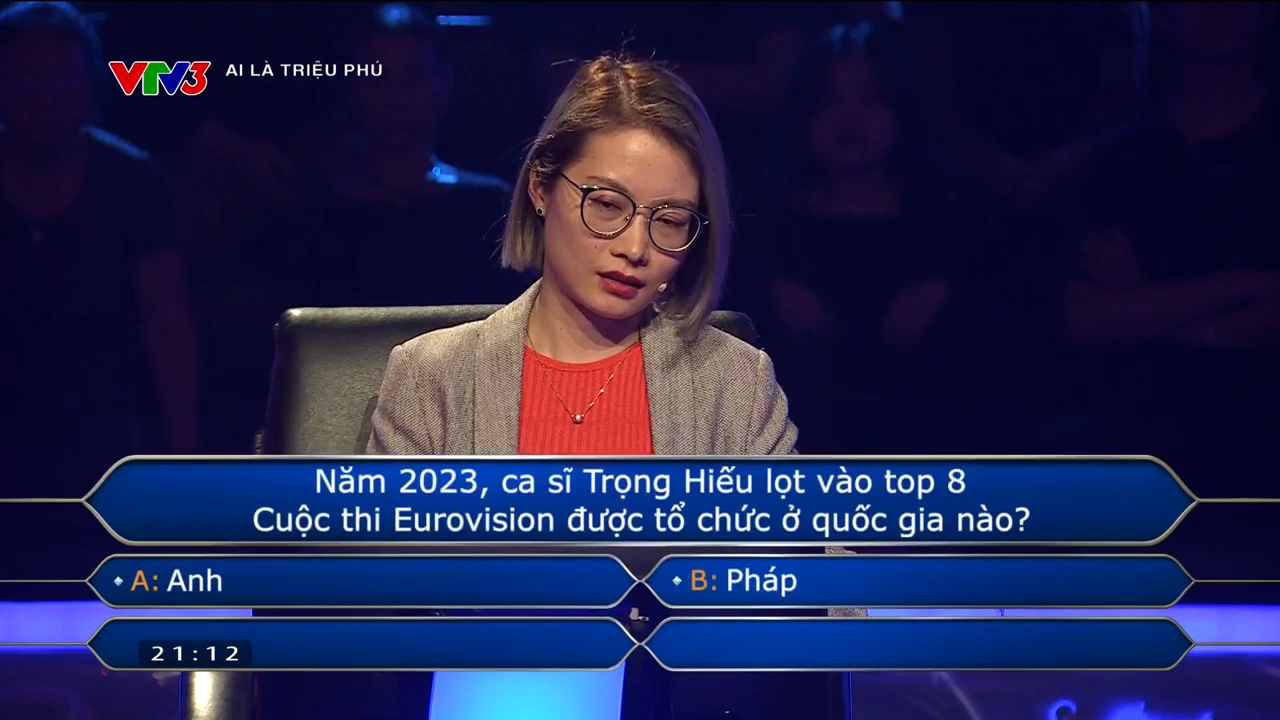 VTV3 AI LÀ TRIỆU PHÚ
Năm 2023, ca sĩ Trọng Hiếu lọt vào top 8
Cuộc thi Eurovision được tổ chức ở quốc gia nào?
A: Anh
B: Pháp
21:12